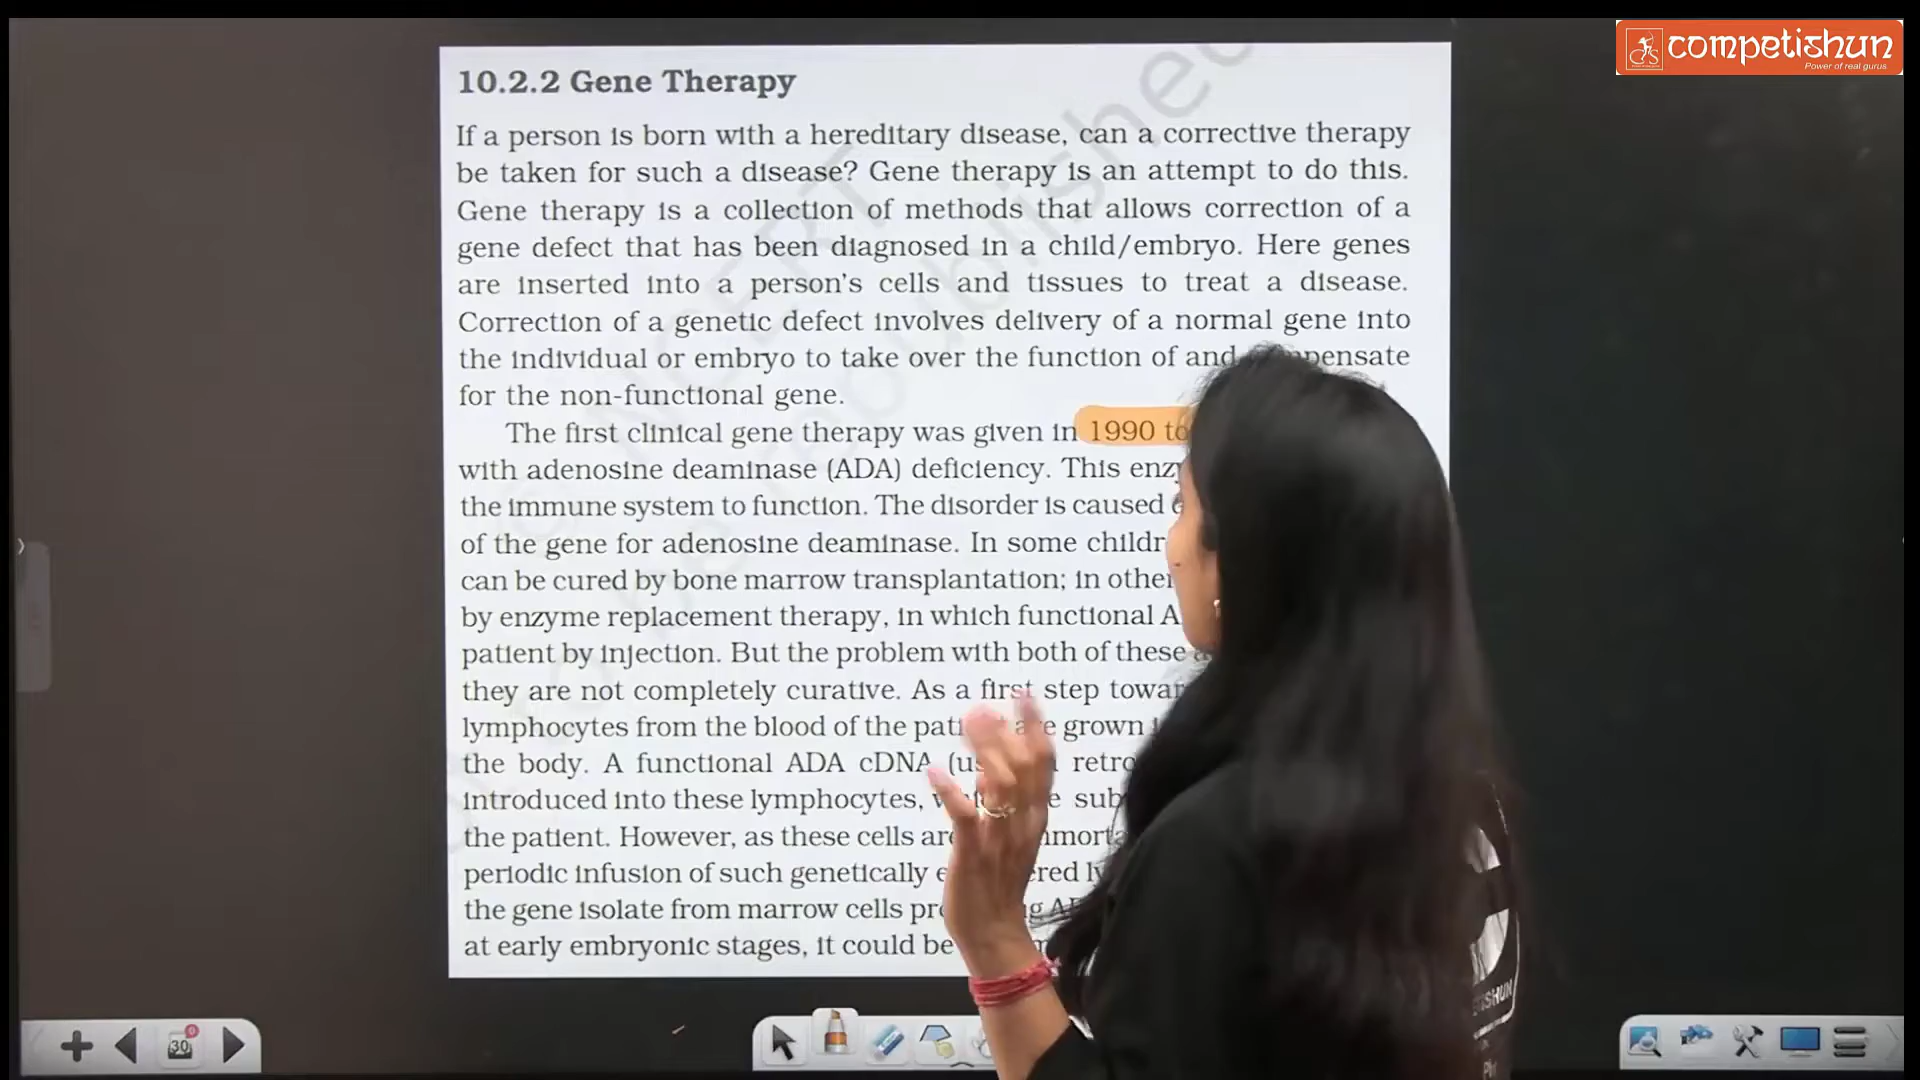 competishun
Power of real gurus
10.2.2 Gene Therapy
If a person is born with a hereditary disease, can a corrective therapy
be taken for such a disease? Gene therapy is an attempt to do this.
Gene therapy is a collection of methods that allows correction of a
gene defect that has been diagnosed in a child/embryo. Here genes
are inserted into a person's cells and tissues to treat a disease.
Correction of a genetic defect involves delivery of a normal gene into
the individual or embryo to take over the function of and
for the non-functional gene.
The first clinical gene therapy was given in 1990 to
with adenosine deaminase (ADA) deficiency. This
the immune system to function. The disorder is caused
of the gene for adenosine deaminase. In some
can be cured by bone marrow transplantation; in
by enzyme replacement therapy, in which functional
patient by injection. But the problem with both of these
they are not completely curative. As a first step
lymphocytes from the blood of the grown
the body. A functional ADA cDNA
introduced into these lymphocytes,
the patient. However, as these cells
periodic infusion of such genetically
the gene isolate from marrow cells
at early embryonic stages, it could be
30
0